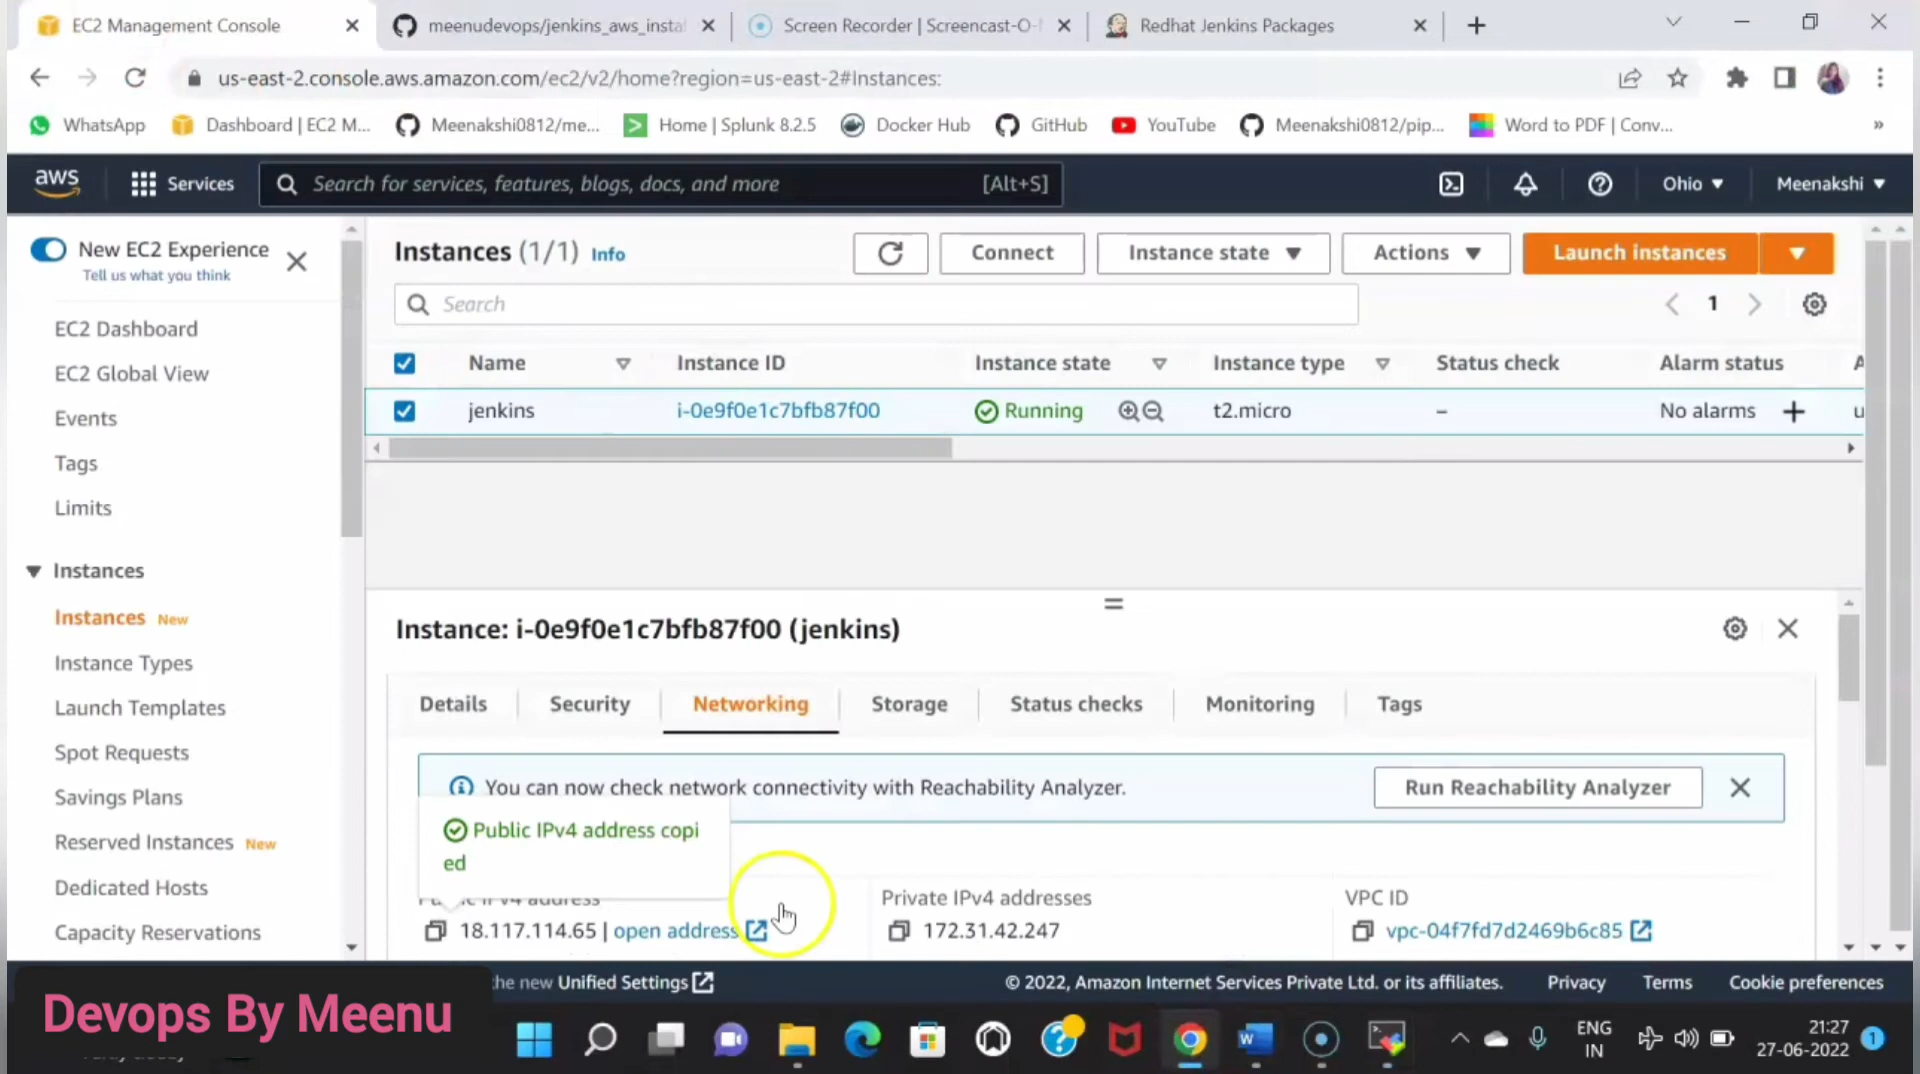 EC2 Management Console
meenudevops/jenkins_aws_instal
Screen Recorder | Screencast-O-
Redhat Jenkins Packages
us-east-2.console.aws.amazon.com/ec2/v2/home?region=us-east-2#Instances:
WhatsApp
Dashboard | EC2 M...
Meenakshi0812/me...
Home | Splunk 8.2.5
Docker Hub
GitHub
YouTube
Meenakshi0812/pip...
Word to PDF | Conv...
»
aws
Services
Search for services, features, blogs, docs, and more
[Alt+S]
Ohio
Meenakshi
New EC2 Experience
Tell us what you think
EC2 Dashboard
EC2 Global View
Events
Tags
Limits
Instances
Instances New
Instance Types
Launch Templates
Spot Requests
Savings Plans
Reserved Instances New
Dedicated Hosts
Capacity Reservations
Instances (1/1) Info
Connect
Instance state
Actions
Launch instances
Search
1
Name
Instance ID
Instance state
Instance type
Status check
Alarm status
A
jenkins
i-0e9f0e1c7bfb87f00
Running
t2.micro
–
No alarms
u
Instance: i-0e9f0e1c7bfb87f00 (jenkins)
Details
Security
Networking
Storage
Status checks
Monitoring
Tags
You can now check network connectivity with Reachability Analyzer.
Run Reachability Analyzer
Public IPv4 address copi
ed
Private IPv4 addresses
VPC ID
18.117.114.65 | open address
172.31.42.247
vpc-04f7fd7d2469b6c85
the new Unified Settings
© 2022, Amazon Internet Services Private Ltd. or its affiliates.
Privacy
Terms
Cookie preferences
Devops By Meenu
ENG
IN
21:27
27-06-2022
1